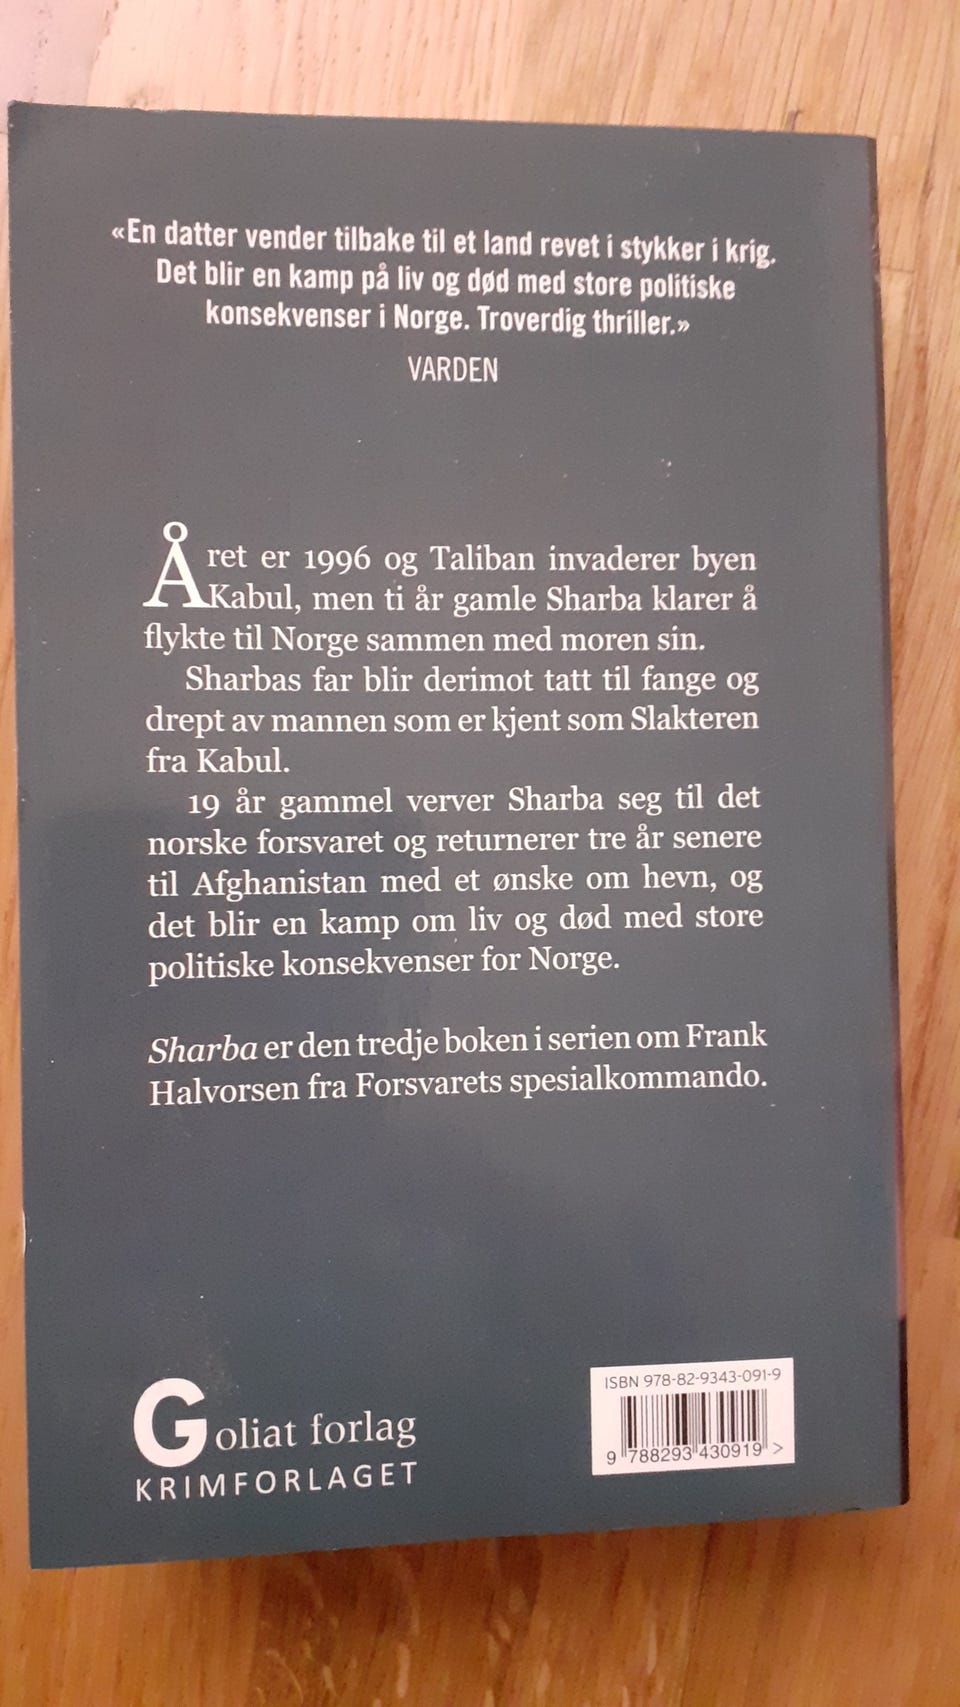 «En datter vender tilbake til et land revet i stykker i krig.
Det blir en kamp på liv og død med store politiske
konsekvenser i Norge. Troverdig thriller.»
VARDEN
Året er 1996 og Taliban invaderer byen
Kabul, men ti år gamle Sharba klarer å
flykte til Norge sammen med moren sin.
Sharbas far blir derimot tatt til fange og
drept av mannen som er kjent som Slakteren
fra Kabul.
19 år gammel verver Sharba seg til det
norske forsvaret og returnerer tre år senere
til Afghanistan med et ønske om hevn, og
det blir en kamp om liv og død med store
politiske konsekvenser for Norge.
Sharba er den tredje boken i serien om Frank
Halvorsen fra Forsvarets spesialkommando.
Goliat forlag
KRIMFORLAGET
ISBN 978-82-9343-091-9
9 788293 430919 >